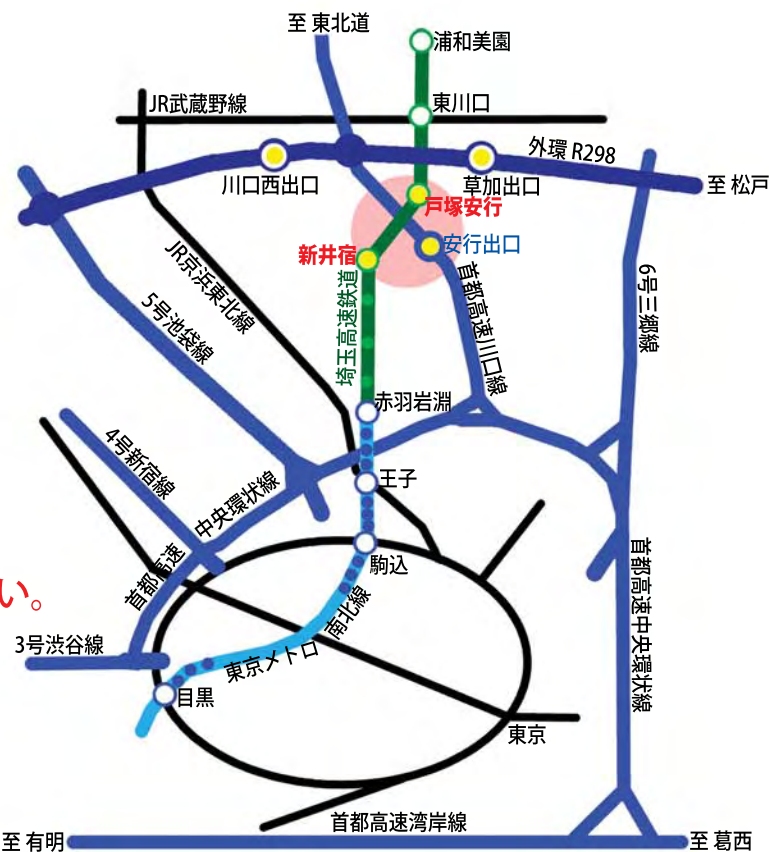 至 東北道
浦和美園
JR武蔵野線
東川口
外環 R298
川口西出口
草加出口
至 松戸
戸塚安行
新井宿
安行出口
JR京浜東北線
5号池袋線
埼玉高速鉄道
首都高速川口線
6号三郷線
赤羽岩淵
4号新宿線
中央環状線
王子
首都高速
駒込
い。
3号渋谷線
南北線
東京メトロ
首都高速中央環状線
目黒
東京
首都高速湾岸線
至 有明
至 葛西